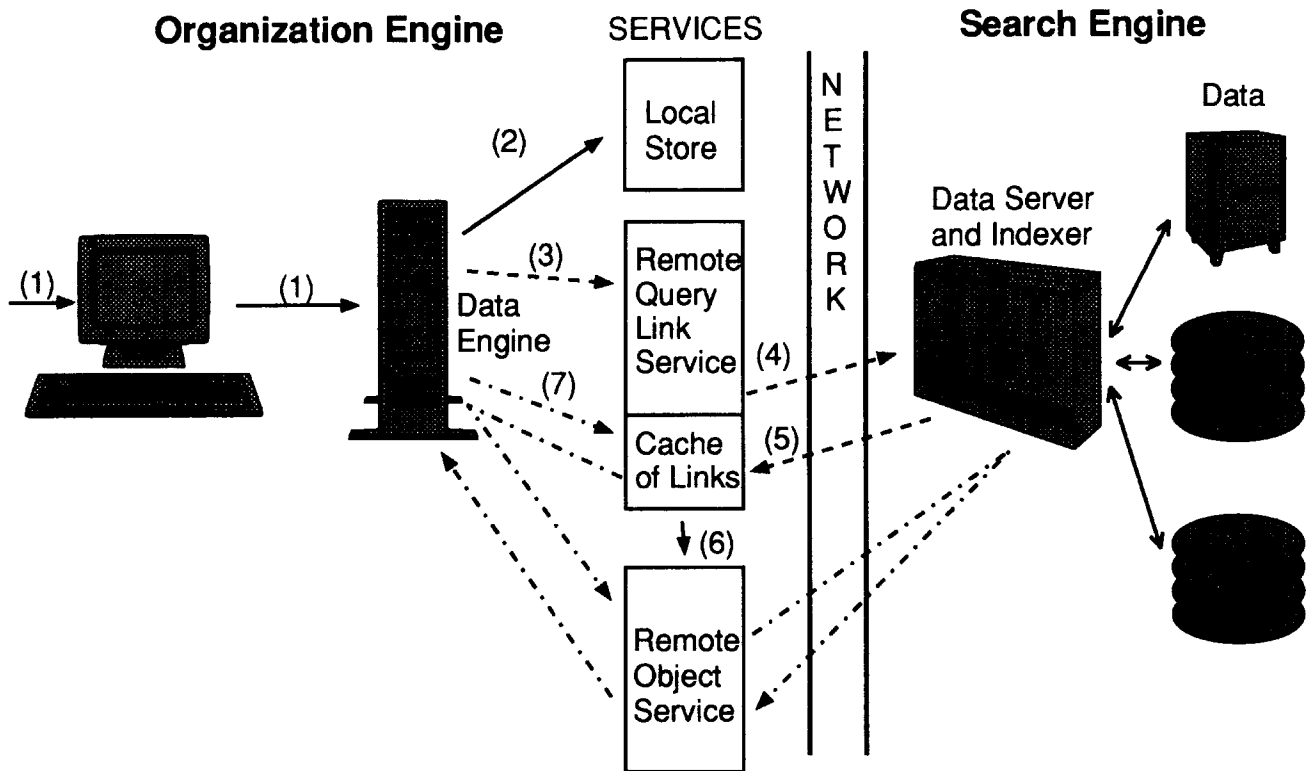 Organization Engine
SERVICES
Search Engine
Local
Store
(2)
NETWORK
Data
Data Server
and Indexer
(1)
(1)
(3)
Data
Engine
Remote
Query
Link
Service
(4)
(7)
Cache
of Links
(5)
(6)
Remote
Object
Service